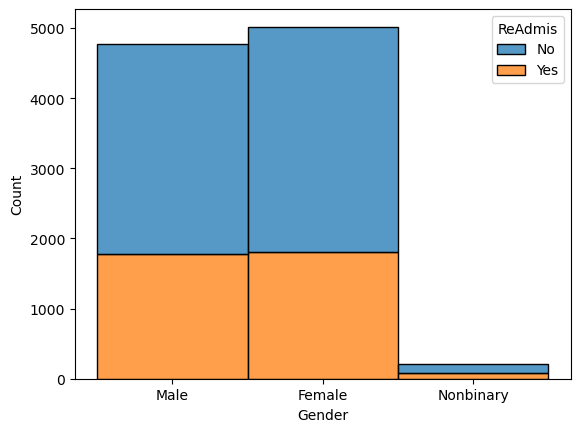 ReAdmis
No
Yes
5000
4000
3000
2000
1000
0
Count
Male Female Nonbinary
Gender